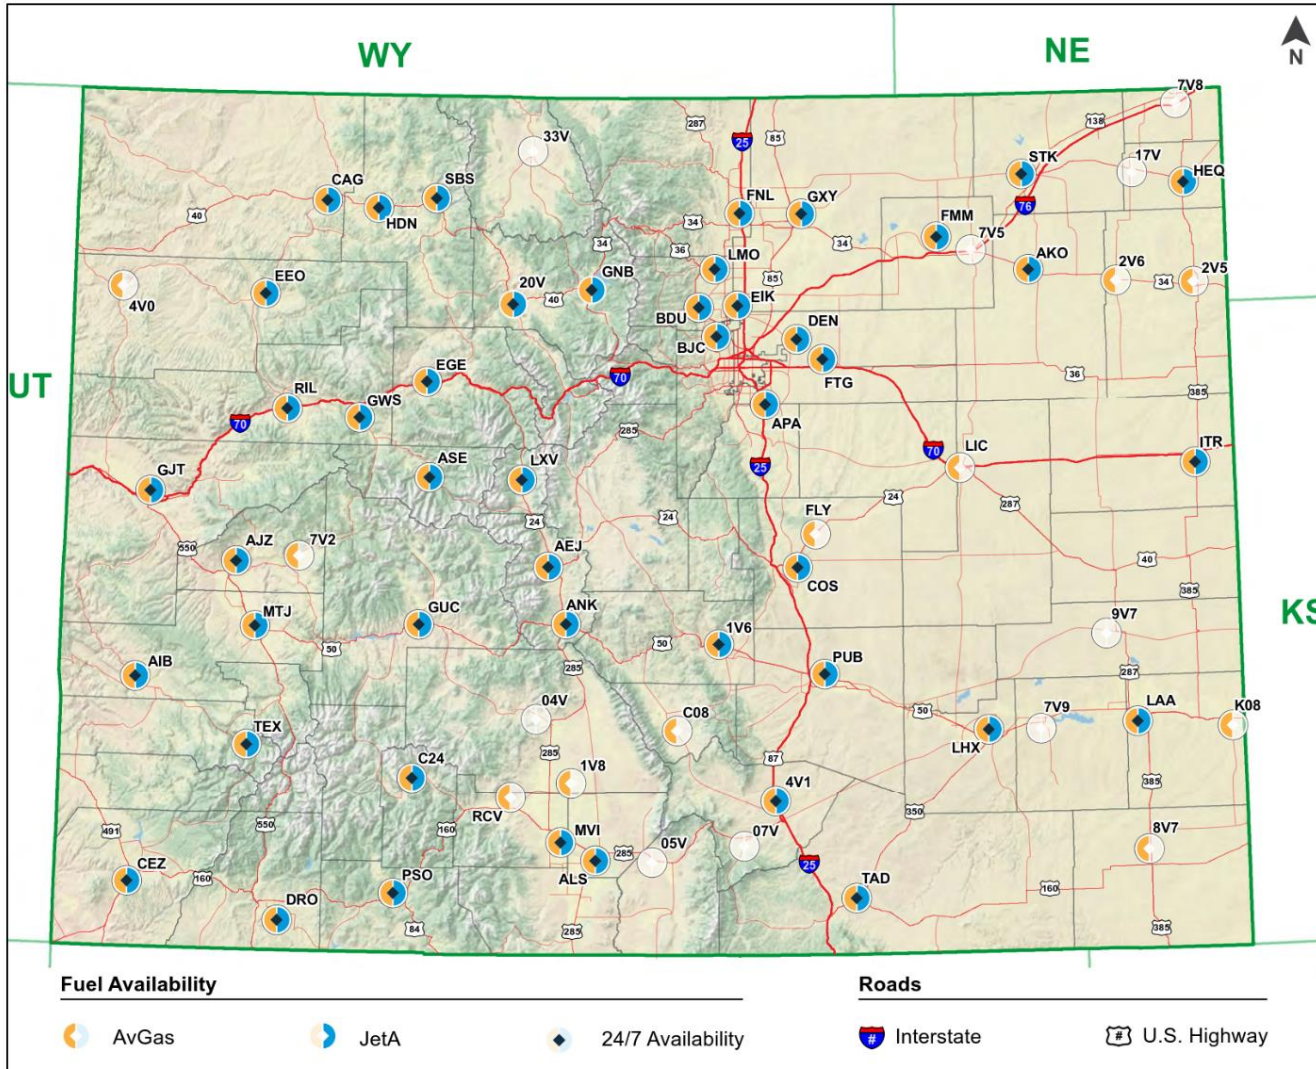 WY
NE
N
7V8
138
33V
287
25
85
STK
17V
HEQ
CAG
SBS
40
HDN
76
FNL
GXY
FMM
34
7V5
34
36
34
LMO
AKO
2V6
2V5
34
EEO
4V0
20V
GNB
40
85
EIK
BDU
DEN
BJC
FTG
UT
EGE
70
36
RIL
GWS
70
385
285
APA
70
LIC
ITR
GJT
ASE
LXV
25
24
287
24
24
FLY
550
AJZ
7V2
AEJ
COS
40
385
MTJ
GUC
ANK
1V6
9V7
KS
50
50
AIB
285
PUB
287
04V
C08
50
7V9
LAA
K08
TEX
LHX
285
87
C24
1V8
4V1
385
RCV
350
491
550
160
MVI
07V
8V7
285
05V
25
CEZ
160
ALS
PSO
TAD
160
DRO
84
285
385
Fuel Availability
Roads
AvGas
JetA
24/7 Availability
# Interstate
# U.S. Highway